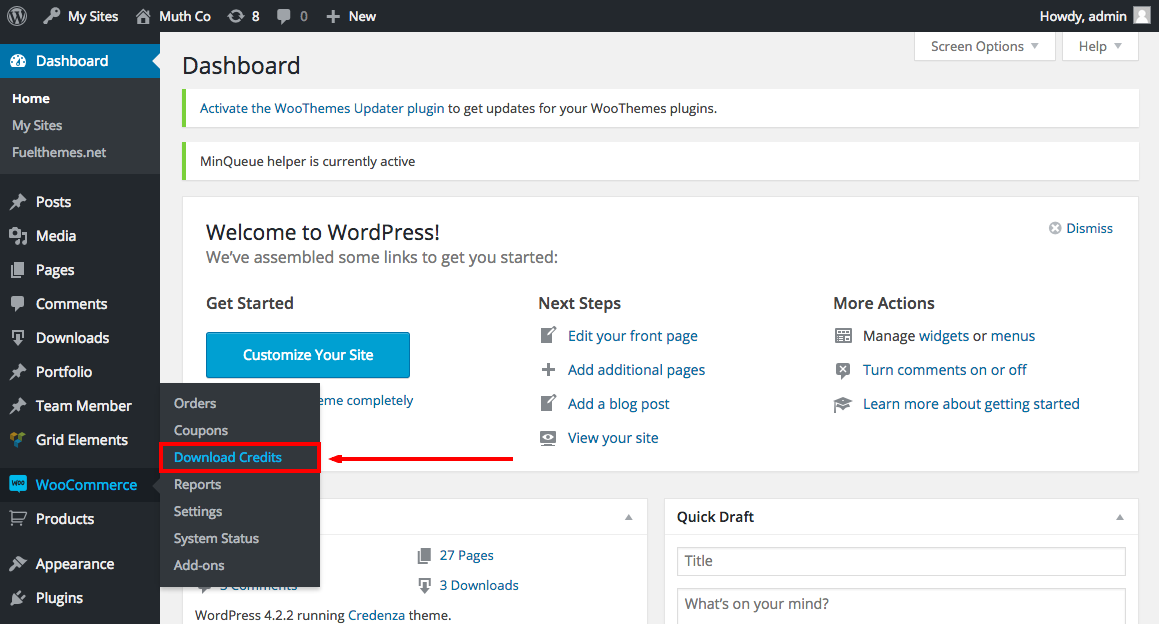 My Sites
Muth Co
8
0
New
Howdy, admin
Dashboard
Home
My Sites
Fuelthemes.net
Posts
Media
Pages
Comments
Downloads
Portfolio
Team Member
Grid Elements
WooCommerce
Products
Appearance
Plugins
Orders
Coupons
Download Credits
Reports
Settings
System Status
Add-ons
Screen Options
Help
Dashboard
Activate the WooThemes Updater plugin to get updates for your WooThemes plugins.
MinQueue helper is currently active
Welcome to WordPress!
We've assembled some links to get you started:
Dismiss
Get Started
Customize Your Site
completely
Next Steps
Edit your front page
Add additional pages
Add a blog post
View your site
More Actions
Manage widgets or menus
Turn comments on or off
Learn more about getting started
27 Pages
3 Downloads
WordPress 4.2.2 running Credenza theme.
Quick Draft
Title
What's on your mind?